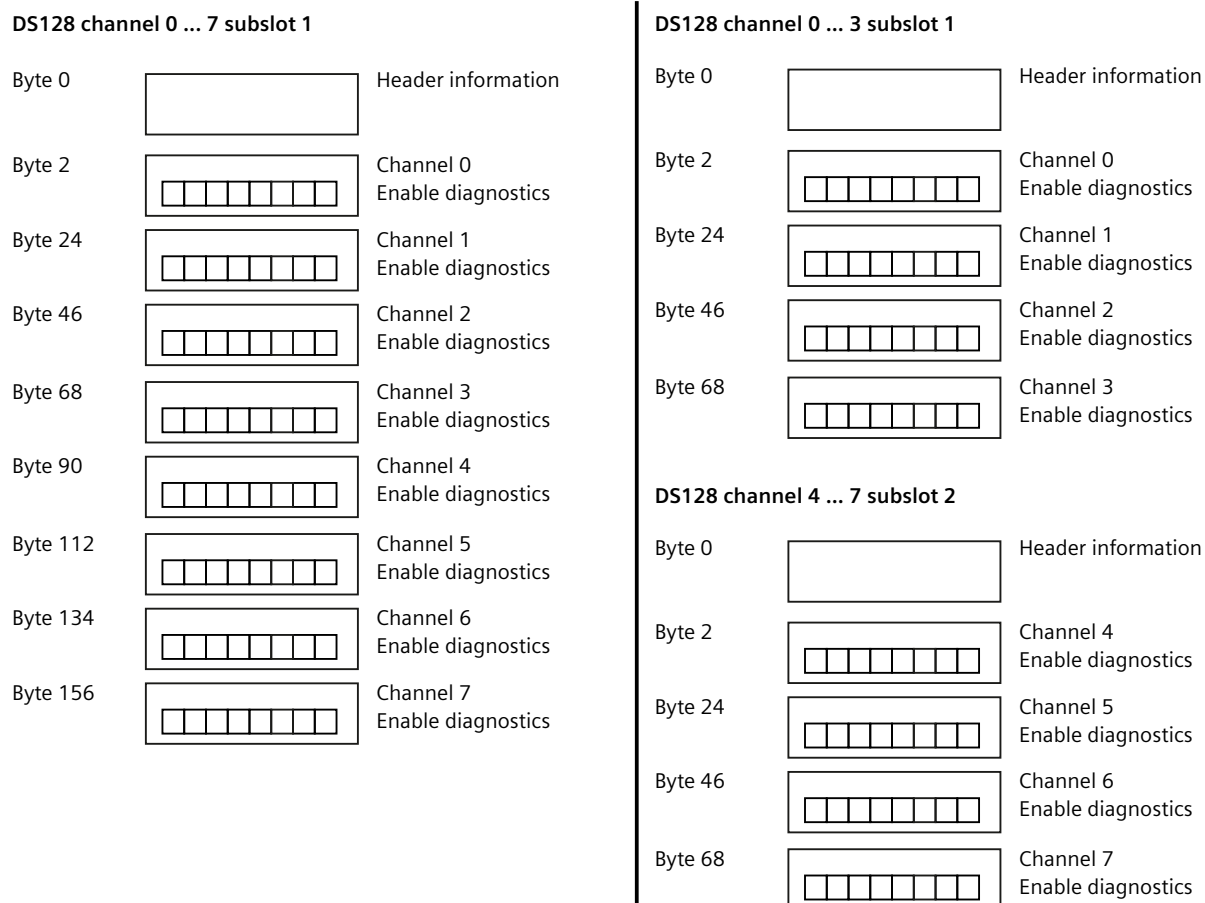 DS128 channel 0 ... 7 subslot 1
Byte 0
Header information
Byte 2
Channel 0
Enable diagnostics
Byte 24
Channel 1
Enable diagnostics
Byte 46
Channel 2
Enable diagnostics
Byte 68
Channel 3
Enable diagnostics
Byte 90
Channel 4
Enable diagnostics
Byte 112
Channel 5
Enable diagnostics
Byte 134
Channel 6
Enable diagnostics
Byte 156
Channel 7
Enable diagnostics
DS128 channel 0 ... 3 subslot 1
Byte 0
Header information
Byte 2
Channel 0
Enable diagnostics
Byte 24
Channel 1
Enable diagnostics
Byte 46
Channel 2
Enable diagnostics
Byte 68
Channel 3
Enable diagnostics
DS128 channel 4 ... 7 subslot 2
Byte 0
Header information
Byte 2
Channel 4
Enable diagnostics
Byte 24
Channel 5
Enable diagnostics
Byte 46
Channel 6
Enable diagnostics
Byte 68
Channel 7
Enable diagnostics